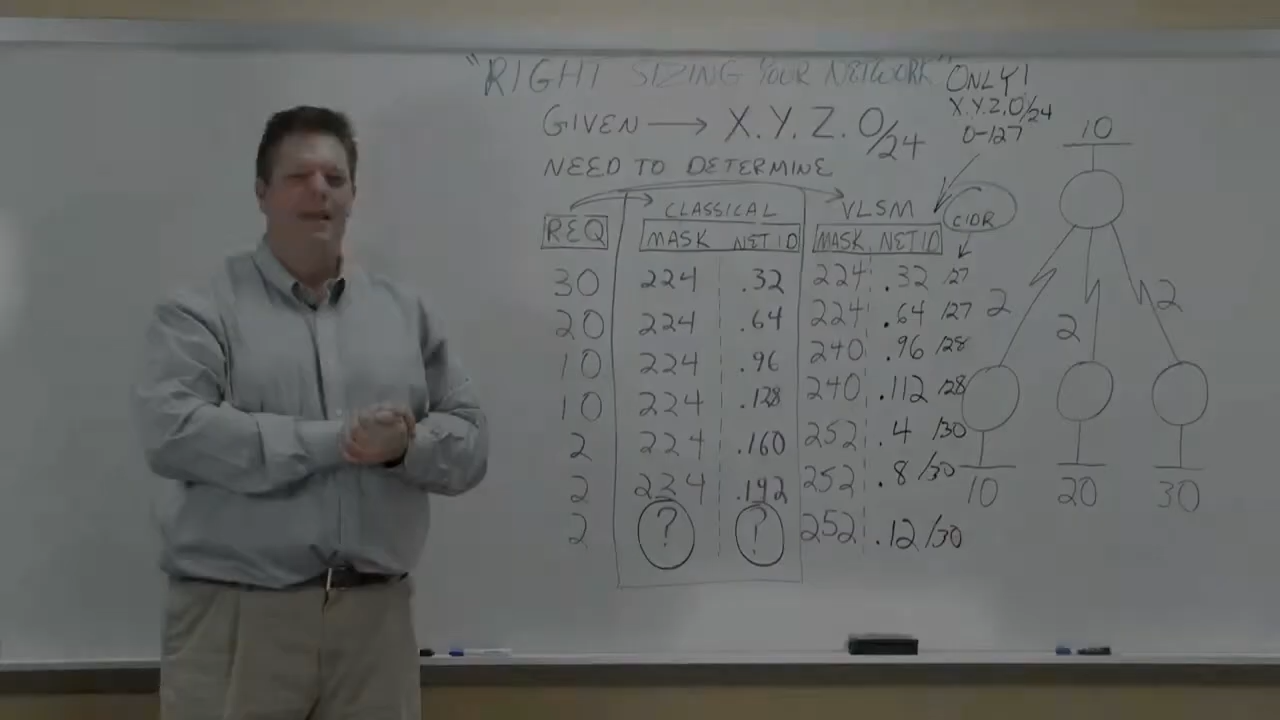 "RIGHT SIZING YOUR NETWORK" ONLY!
GIVEN → X.Y.Z.0/24
X.Y.Z.0/24
0-127
NEED TO DETERMINE
CLASSICAL VLSM CIDR
REQ MASK NET ID MASK NET ID
30 224 .32 224 .32 /27
20 224 .64 224 .64 /27
10 224 .96 240 .96 /28
10 224 .128 240 .112 /28
2 224 .160 252 .4 /30
2 224 .192 252 .8 /30
2 ? ? 252 .12 /30
10
2 2 2
10 20 30